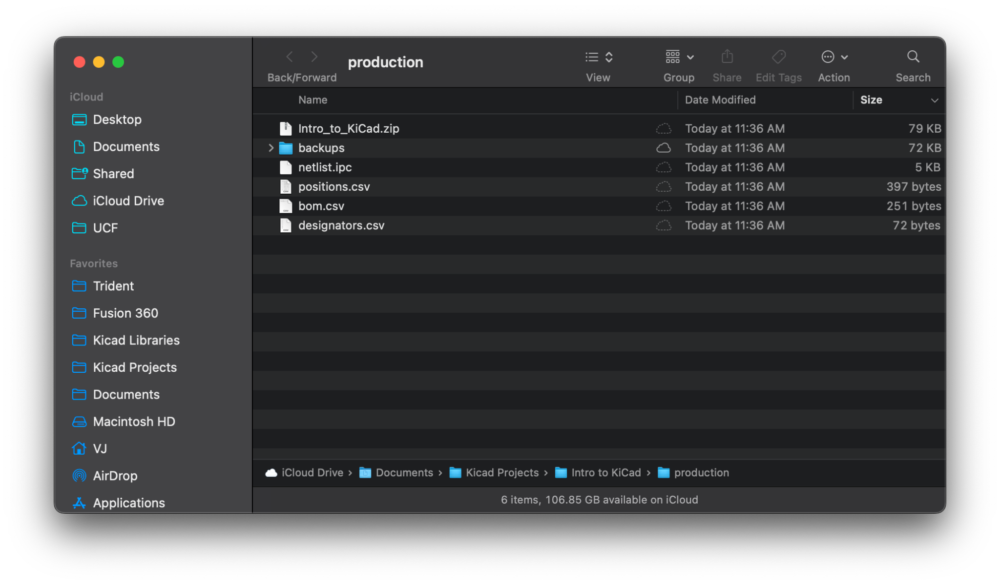 production
Back/Forward
View
Group
Share
Edit Tags
Action
Search
iCloud
Desktop
Documents
Shared
iCloud Drive
UCF
Favorites
Trident
Fusion 360
Kicad Libraries
Kicad Projects
Documents
Macintosh HD
VJ
AirDrop
Applications
Name Date Modified Size
Intro_to_KiCad.zip Today at 11:36 AM 79 KB
backups Today at 11:36 AM 72 KB
netlist.ipc Today at 11:36 AM 5 KB
positions.csv Today at 11:36 AM 397 bytes
bom.csv Today at 11:36 AM 251 bytes
designators.csv Today at 11:36 AM 72 bytes
iCloud Drive › Documents › Kicad Projects › Intro to KiCad › production
6 items, 106.85 GB available on iCloud